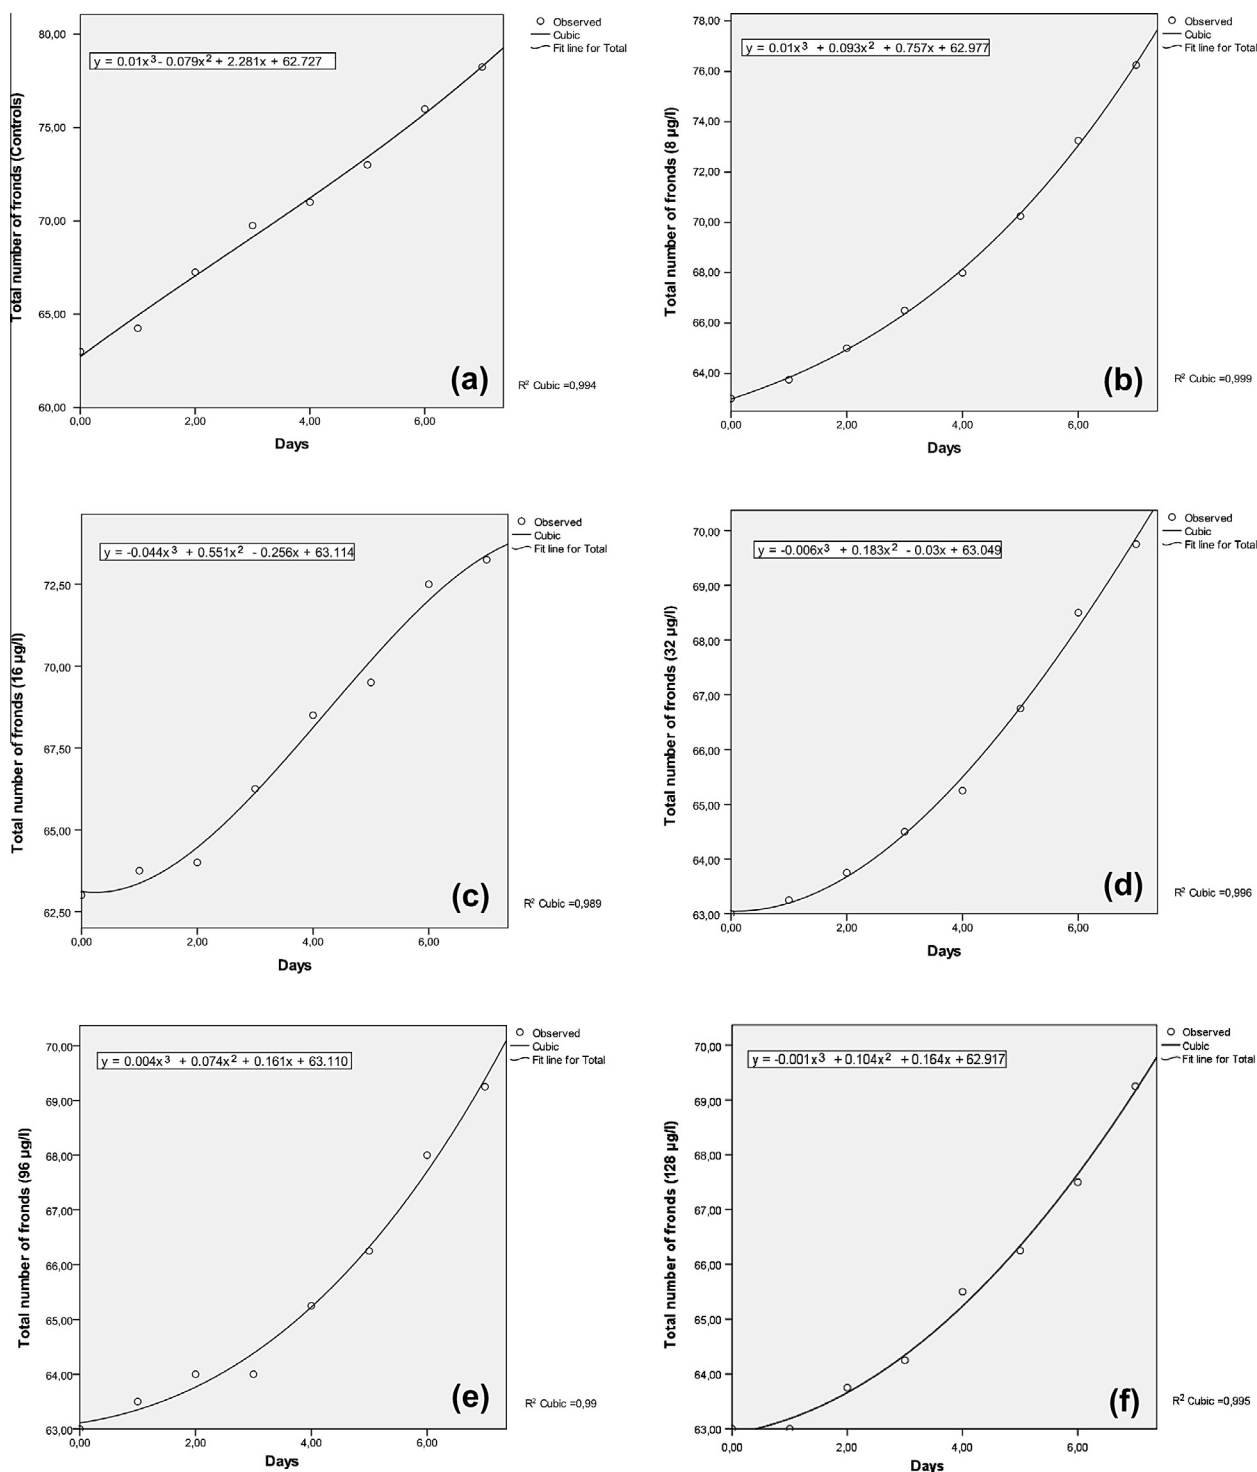 Total number of fronds (Controls)
80,00
75,00
70,00
65,00
60,00
y = 0.01x³ - 0.079x² + 2.281x + 62.727
Observed
Cubic
Fit line for Total
(a)
R² Cubic =0,994
0,00 2,00 4,00 6,00
Days
Total number of fronds (8 µg/l)
78,00
76,00
74,00
72,00
70,00
68,00
66,00
64,00
y = 0.01x³ + 0.093x² + 0.757x + 62.977
Observed
Cubic
Fit line for Total
(b)
R² Cubic =0,999
0,00 2,00 4,00 6,00
Days
Total number of fronds (16 µg/l)
72,50
70,00
67,50
65,00
62,50
y = -0.044x³ + 0.551x² - 0.256x + 63.114
Observed
Cubic
Fit line for Total
(c)
R² Cubic =0,989
0,00 2,00 4,00 6,00
Days
Total number of fronds (32 µg/l)
70,00
69,00
68,00
67,00
66,00
65,00
64,00
63,00
y = -0.006x³ + 0.183x² - 0.03x + 63.049
Observed
Cubic
Fit line for Total
(d)
R² Cubic =0,996
0,00 2,00 4,00 6,00
Days
Total number of fronds (96 µg/l)
70,00
69,00
68,00
67,00
66,00
65,00
64,00
63,00
y = 0.004x³ + 0.074x² + 0.161x + 63.110
Observed
Cubic
Fit line for Total
(e)
R² Cubic =0,99
0,00 2,00 4,00 6,00
Days
Total number of fronds (128 µg/l)
70,00
69,00
68,00
67,00
66,00
65,00
64,00
63,00
y = -0.001x³ + 0.104x² + 0.164x + 62.917
Observed
Cubic
Fit line for Total
(f)
R² Cubic =0,995
0,00 2,00 4,00 6,00
Days